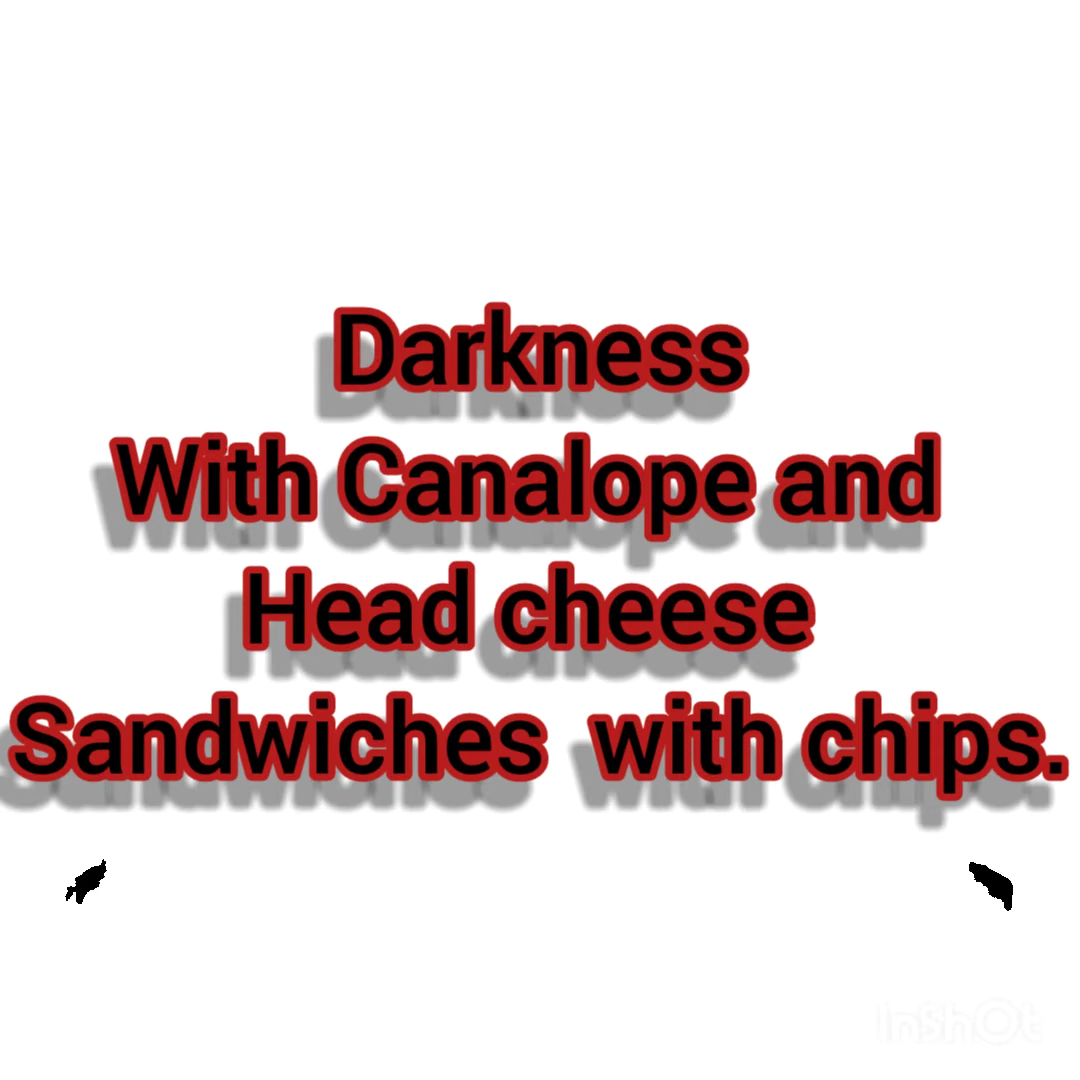 Darkness
With Canalope and
Head cheese
Sandwiches  with chips.
InShOt